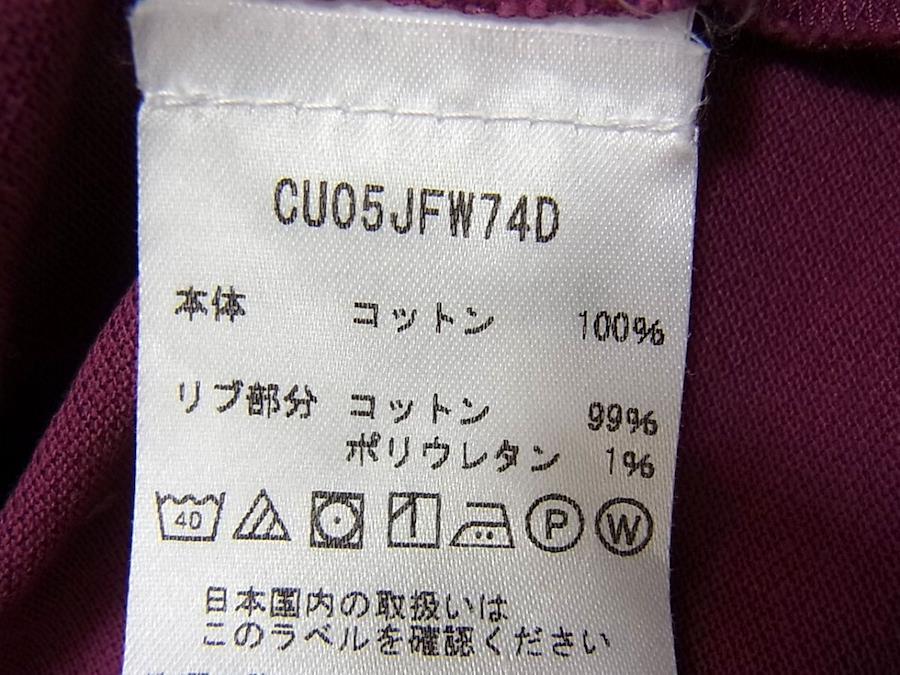 CU05JFW74D
本体 コットン 100%
リブ部分 コットン 99%
ポリウレタン 1%
40 P W
日本国内の取扱いは
このラベルを確認ください